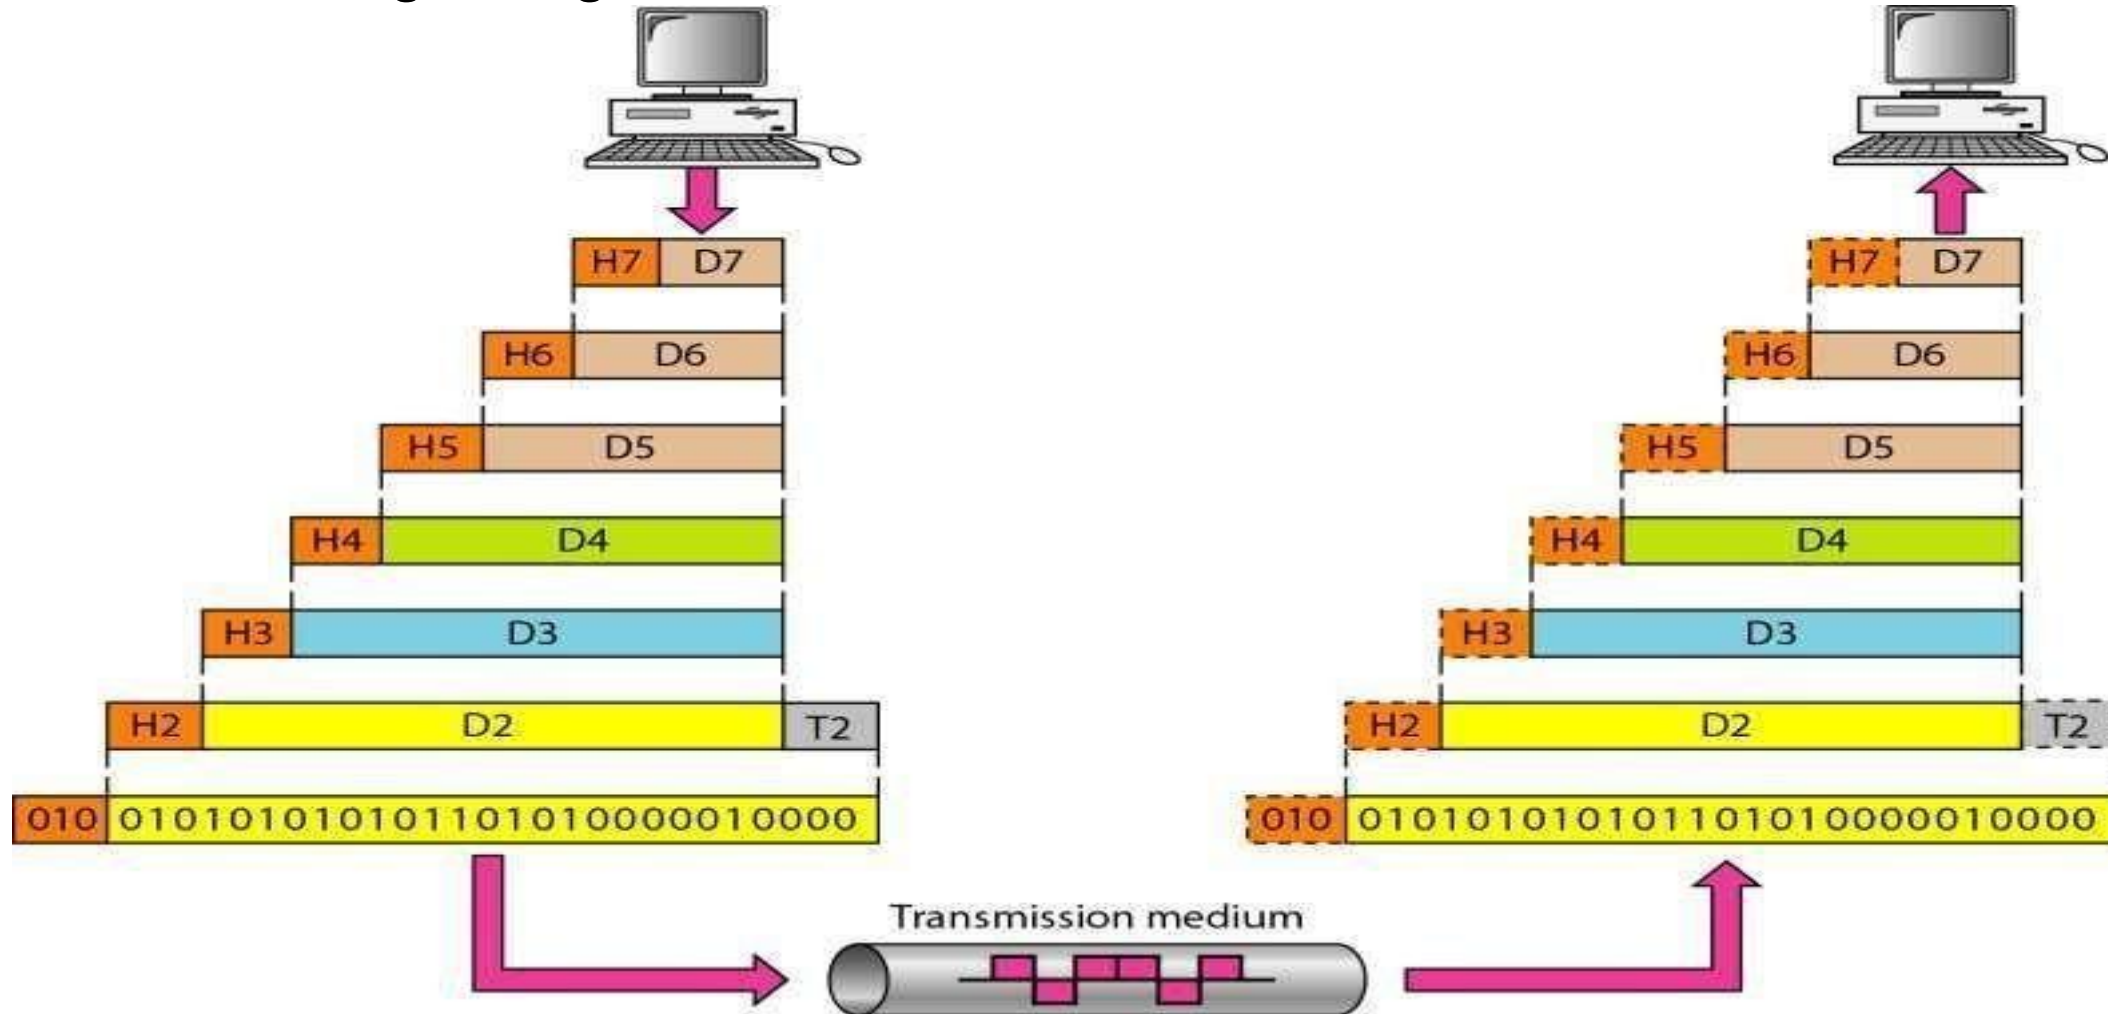 H7 D7 H7 D7
H6 D6 H6 D6
H5 D5 H5 D5
H4 D4 H4 D4
H3 D3 H3 D3
H2 D2 T2 H2 D2 T2
010 010101010101101010000010000 010 010101010101101010000010000
Transmission medium